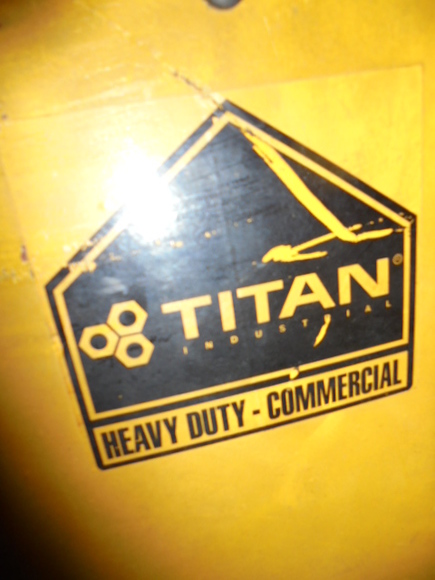 TITAN®
INDUSTRIAL
HEAVY DUTY - COMMERCIAL